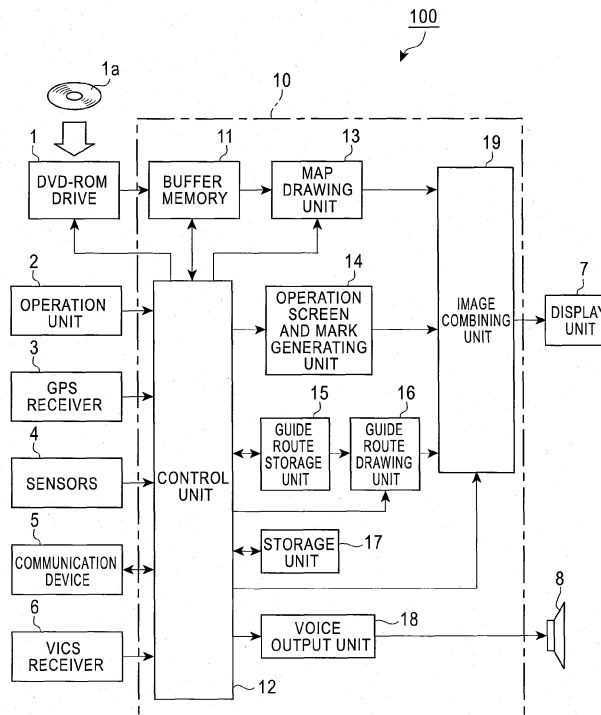 100
1a
10
1
11
13
19
DVD-ROM
DRIVE
BUFFER
MEMORY
MAP
DRAWING
UNIT
2
14
7
OPERATION
UNIT
OPERATION
SCREEN
AND MARK
GENERATING
UNIT
IMAGE
COMBINING
UNIT
DISPLAY
UNIT
3
GPS
RECEIVER
15
16
4
GUIDE
ROUTE
STORAGE
UNIT
GUIDE
ROUTE
DRAWING
UNIT
SENSORS
CONTROL
UNIT
5
17
COMMUNICATION
DEVICE
STORAGE
UNIT
8
6
18
VICS
RECEIVER
VOICE
OUTPUT UNIT
12